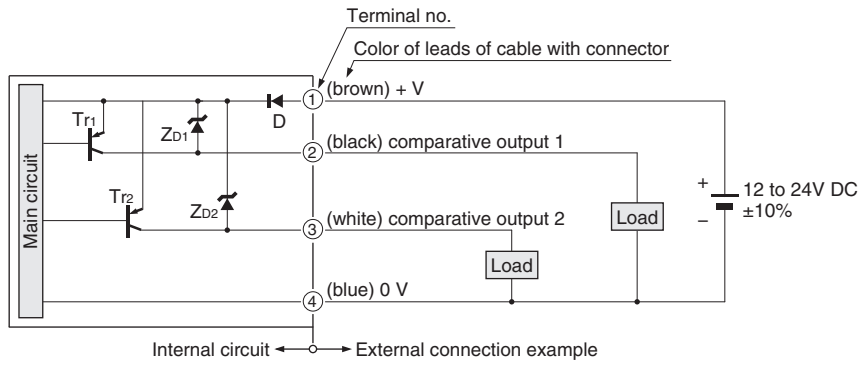 Terminal no.
Color of leads of cable with connector
1 (brown) + V
Tr1
ZD1
D
2 (black) comparative output 1
Main circuit
Tr2
ZD2
3 (white) comparative output 2
Load
Load
+ 12 to 24V DC
− ±10%
4 (blue) 0 V
Internal circuit
External connection example